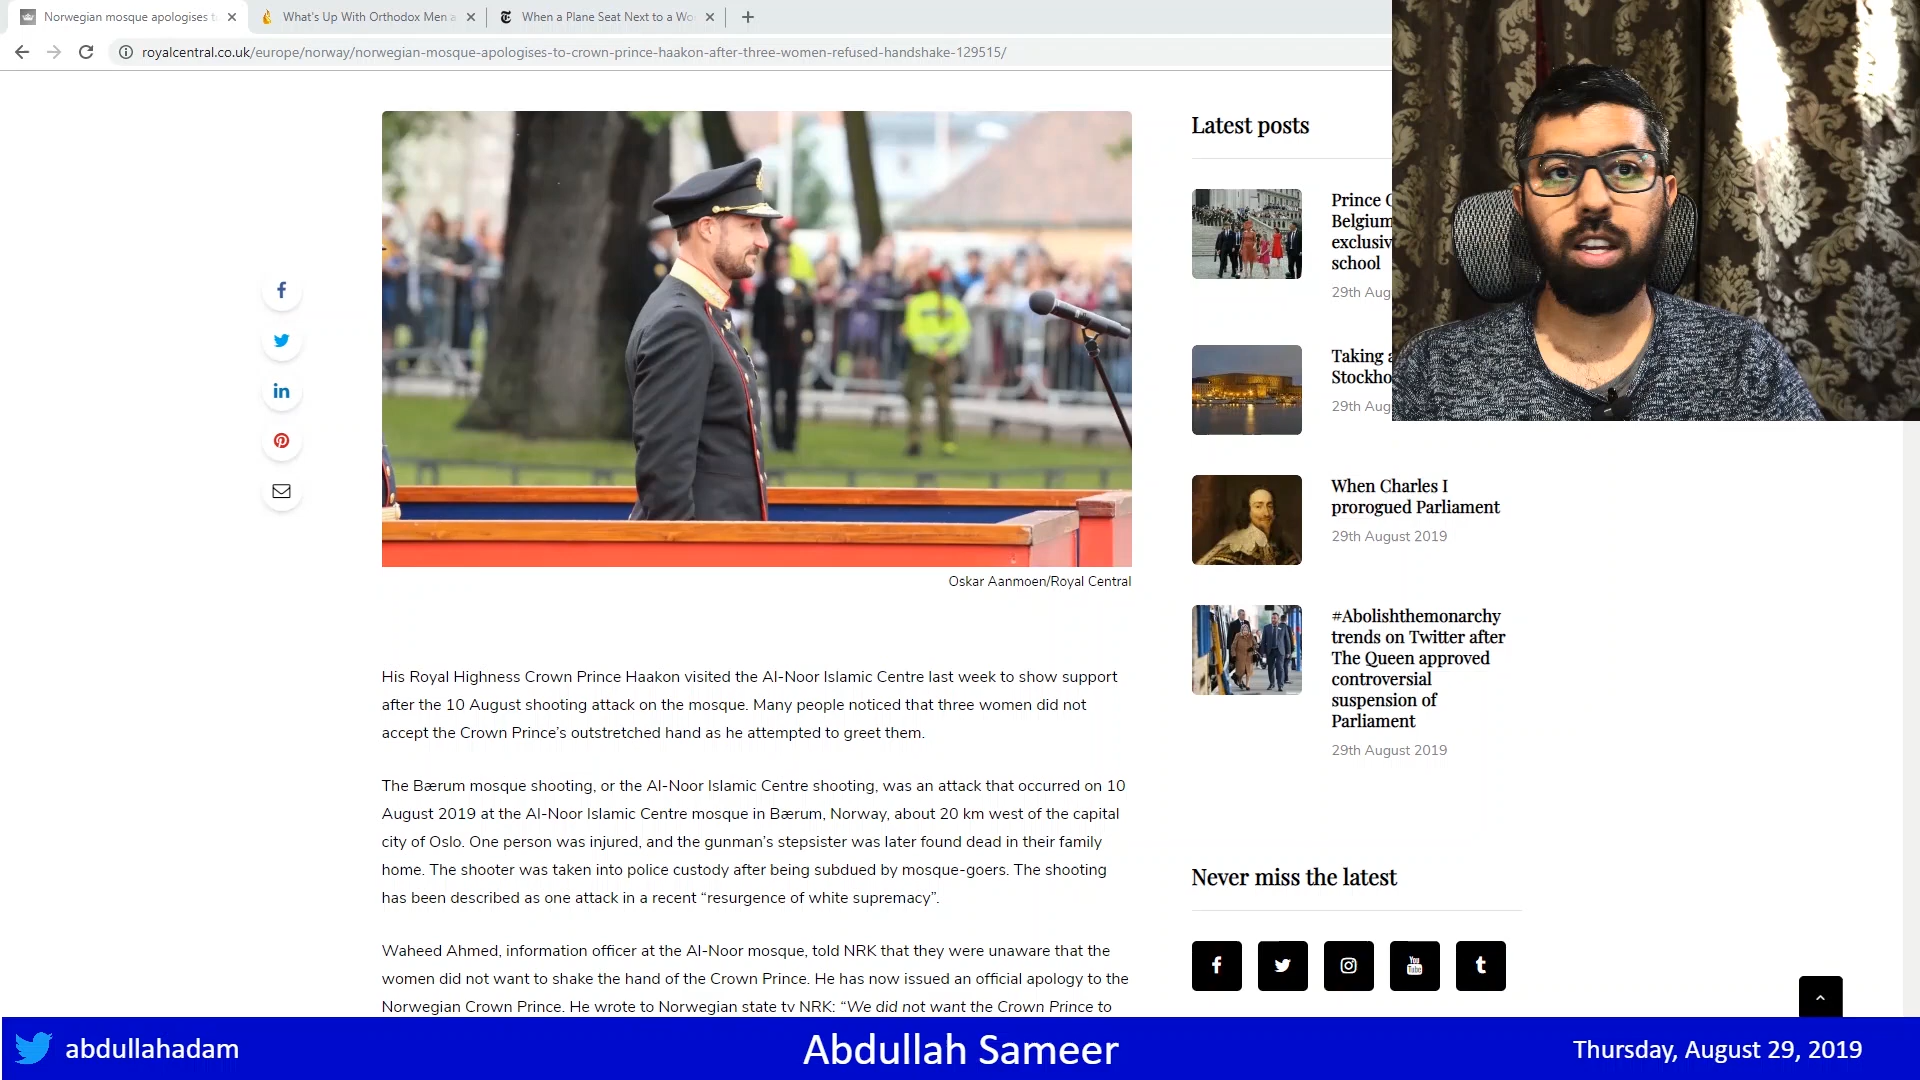 Norwegian mosque apologises t
What's Up With Orthodox Men a
When a Plane Seat Next to a Wo
royalcentral.co.uk/europe/norway/norwegian-mosque-apologises-to-crown-prince-haakon-after-three-women-refused-handshake-129515/
Oskar Aanmoen/Royal Central
His Royal Highness Crown Prince Haakon visited the Al-Noor Islamic Centre last week to show support
after the 10 August shooting attack on the mosque. Many people noticed that three women did not
accept the Crown Prince's outstretched hand as he attempted to greet them.
The Bærum mosque shooting, or the Al-Noor Islamic Centre shooting, was an attack that occurred on 10
August 2019 at the Al-Noor Islamic Centre mosque in Bærum, Norway, about 20 km west of the capital
city of Oslo. One person was injured, and the gunman's stepsister was later found dead in their family
home. The shooter was taken into police custody after being subdued by mosque-goers. The shooting
has been described as one attack in a recent “resurgence of white supremacy”.
Waheed Ahmed, information officer at the Al-Noor mosque, told NRK that they were unaware that the
women did not want to shake the hand of the Crown Prince. He has now issued an official apology to the
Norwegian Crown Prince. He wrote to Norwegian state tv NRK: “We did not want the Crown Prince to
Latest posts
Prince
Belgium
exclusiv
school
29th Aug
Taking a
Stockho
29th Aug
When Charles I
prorogued Parliament
29th August 2019
#Abolishthemonarchy
trends on Twitter after
The Queen approved
controversial
suspension of
Parliament
29th August 2019
Never miss the latest
You
Tube
abdullahadam
Abdullah Sameer
Thursday, August 29, 2019